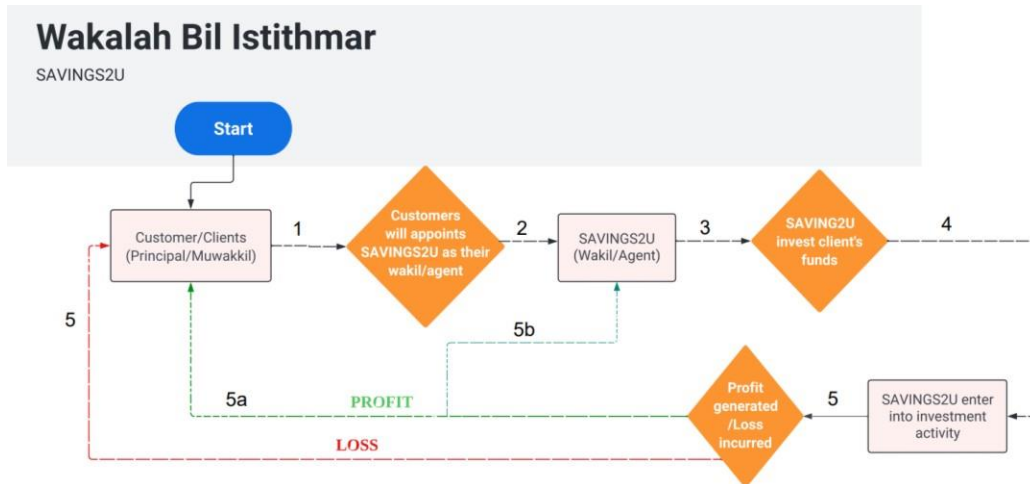 Wakalah Bil Istithmar
SAVINGS2U
Start
Customer/Clients
(Principal/Muwakkil)
1
Customers
will appoints
SAVINGS2U as their
wakil/agent
2
SAVINGS2U
(Wakil/Agent)
3
SAVING2U
invest client's
funds
4
5
5b
5a
PROFIT
LOSS
Profit
generated
/Loss
incurred
5
SAVINGS2U enter
into investment
activity